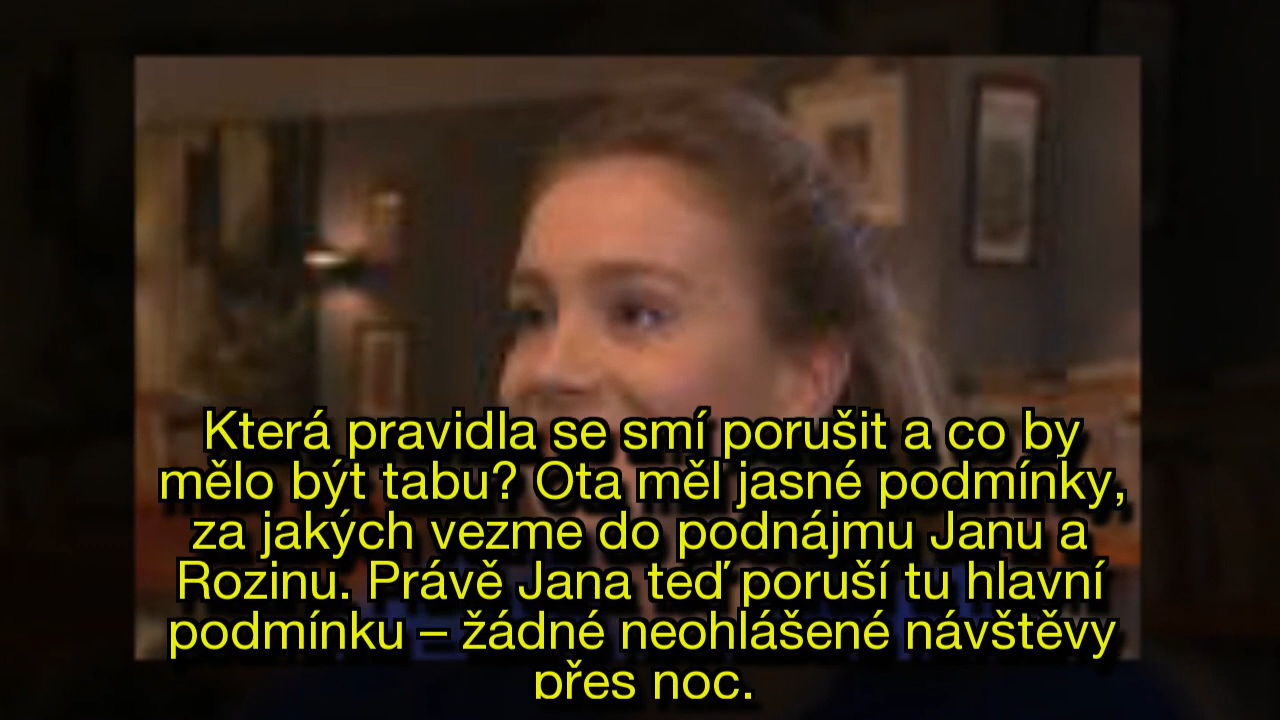 Která pravidla se smí porušit a co by
mělo být tabu? Ota měl jasné podmínky,
za jakých vezme do podnájmu Janu a
Rozinu. Právě Jana teď poruší tu hlavní
podmínku – žádné neohlášené návštěvy
přes noc.